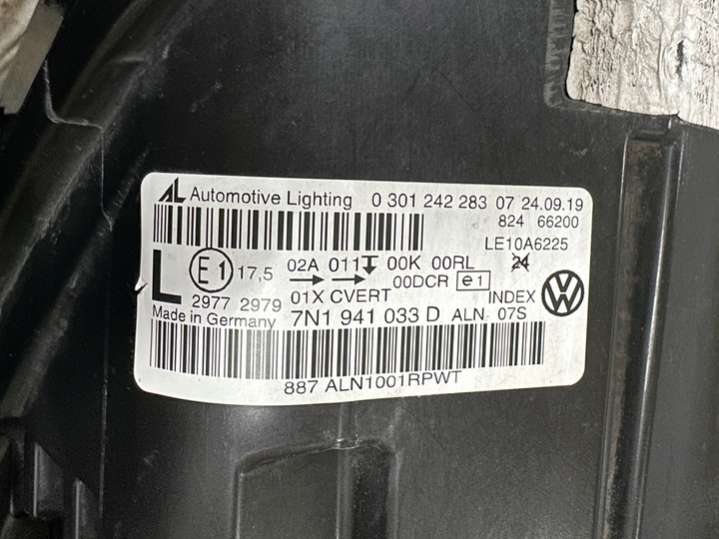 AL Automotive Lighting 0 301 242 283 07 24.09.19
824 66200
LE10A6225
L E1 17,5 02A 011 00K 00RL 24
→ → 00DCR e1
2977 2979 01X CVERT INDEX VW
Made in Germany 7N1 941 033 D ALN 07S
887 ALN1001RPWT